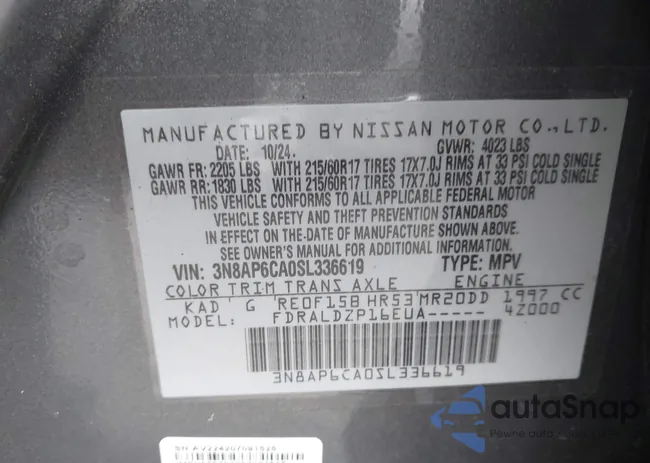 MANUFACTURED BY NISSAN MOTOR CO.,LTD.
DATE: 10/24. GVWR: 4023 LBS
GAWR FR: 2205 LBS WITH 215/60R17 TIRES 17X7.0J RIMS AT 33 PSI COLD SINGLE
GAWR RR: 1830 LBS WITH 215/60R17 TIRES 17X7.0J RIMS AT 33 PSI COLD SINGLE
THIS VEHICLE CONFORMS TO ALL APPLICABLE FEDERAL MOTOR
VEHICLE SAFETY AND THEFT PREVENTION STANDARDS
IN EFFECT ON-THE-DATE OF MANUFACTURE SHOWN ABOVE.
SEE OWNER'S MANUAL FOR ADDITIONAL INFORMATION.
VIN: 3N8AP6CA0SL336619 TYPE: MPV
COLOR TRIM TRANS AXLE ENGINE
KAD G RE0F15B HR53 MR20DD 1997 CC
MODEL: FDRALDZP16EUA----- 4Z000
3N8AP6CA0SL336619
autaSnap
Pewne auto